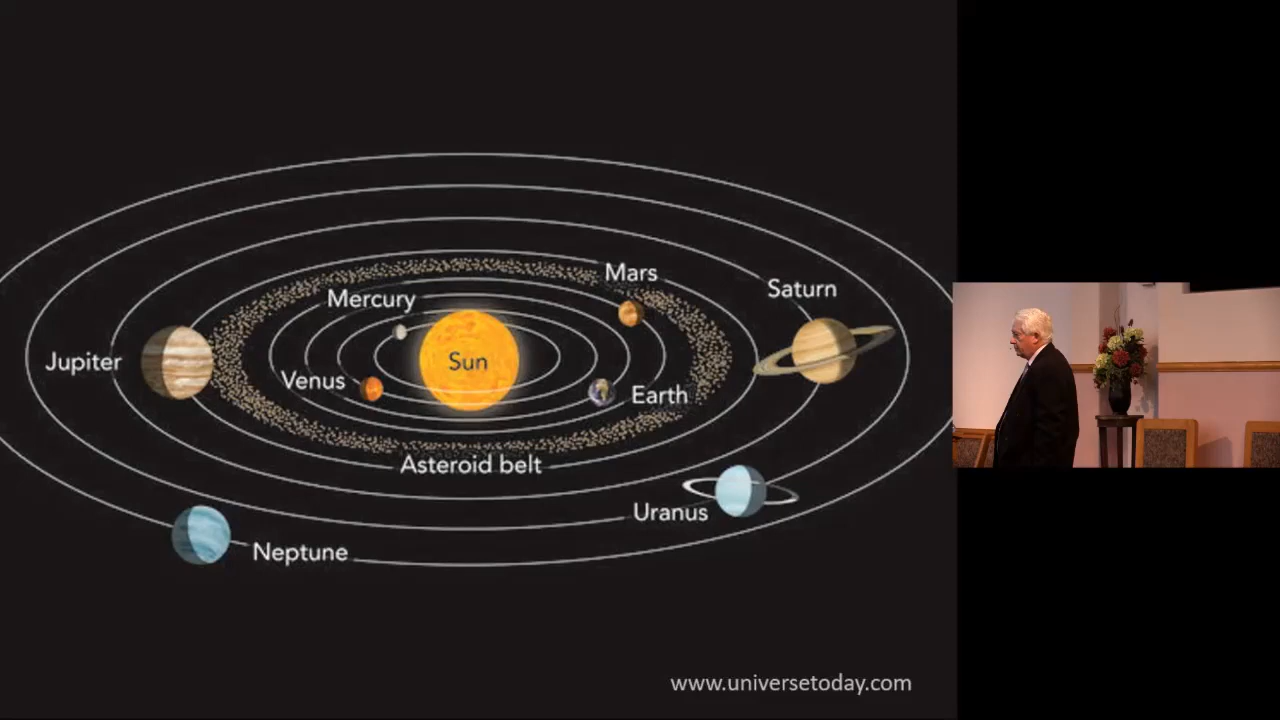 Mars
Saturn
Mercury
Jupiter
Sun
Venus
Earth
Asteroid belt
Uranus
Neptune
www.universetoday.com